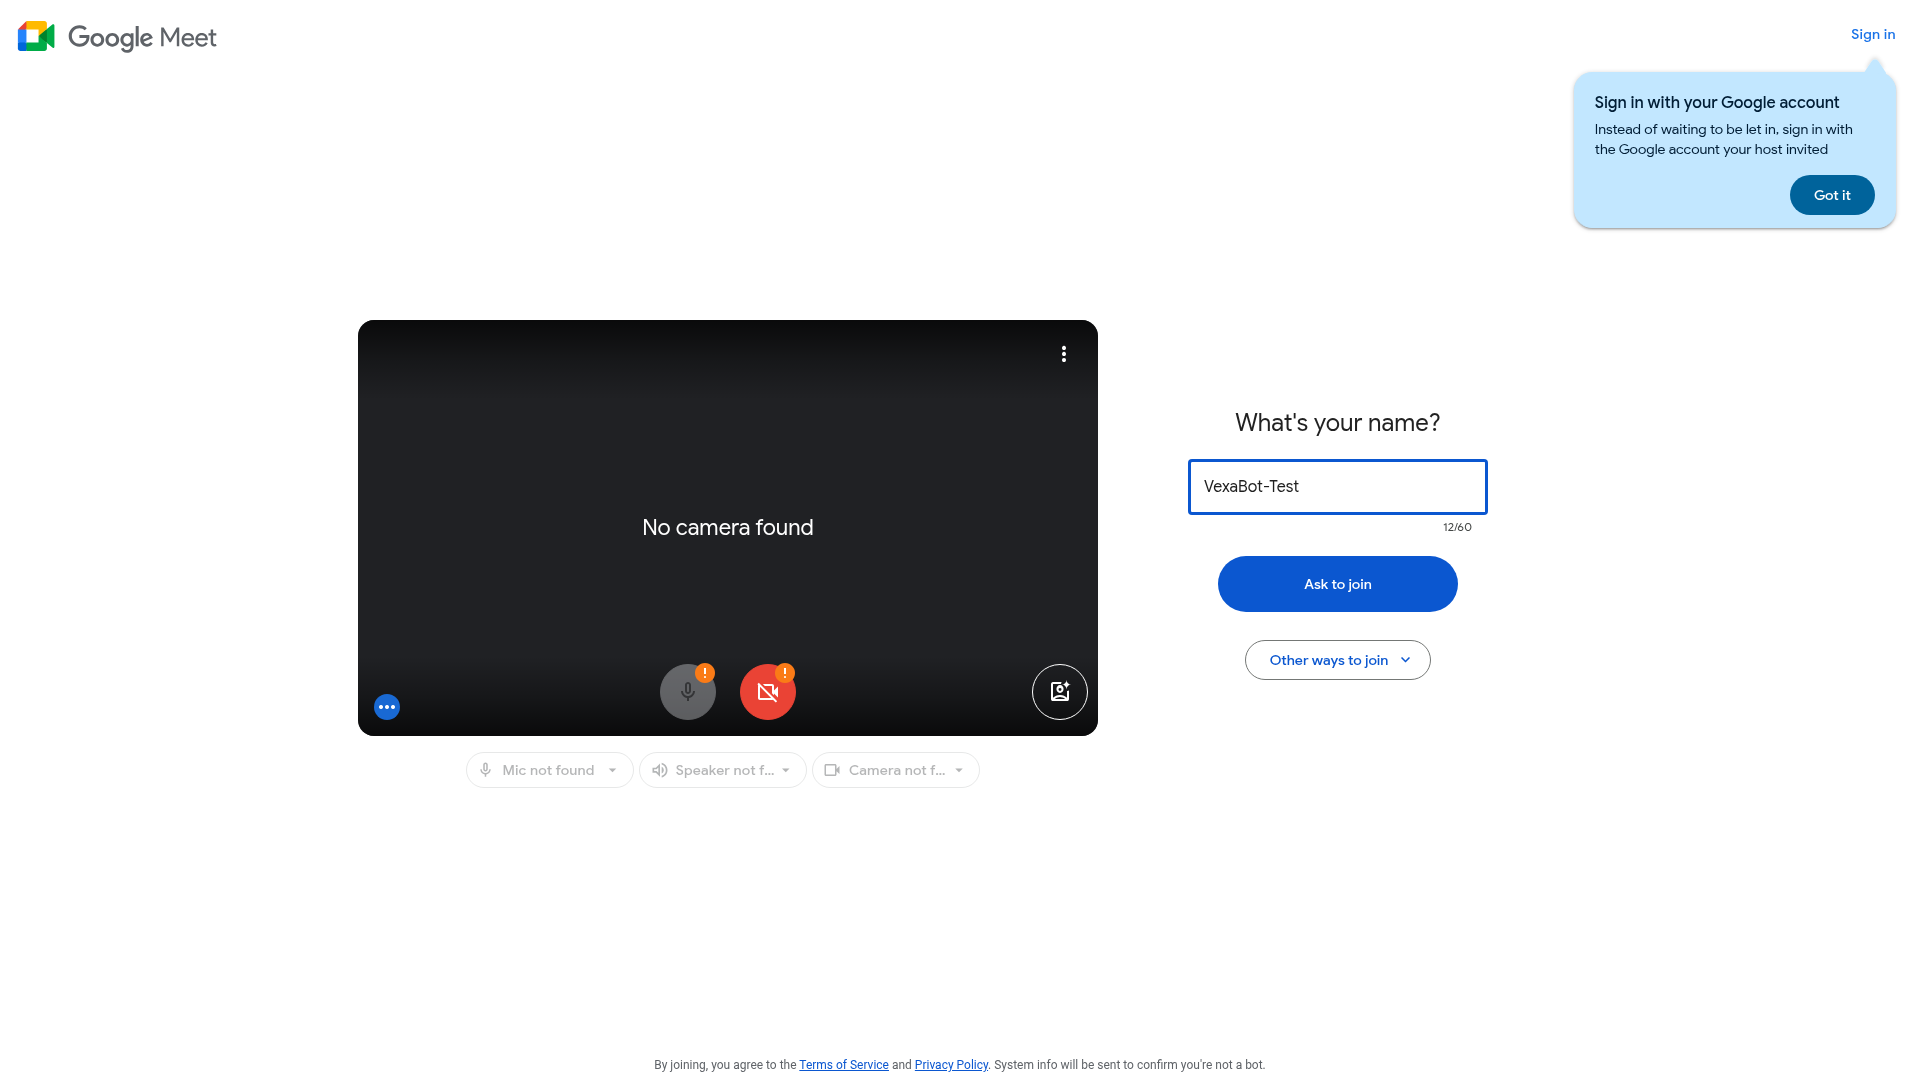 Google Meet
Sign in
Sign in with your Google account
Instead of waiting to be let in, sign in with
the Google account your host invited
Got it
No camera found
What's your name?
VexaBot-Test
12/60
Ask to join
Other ways to join
Mic not found
Speaker not f...
Camera not f...
By joining, you agree to the Terms of Service and Privacy Policy. System info will be sent to confirm you're not a bot.